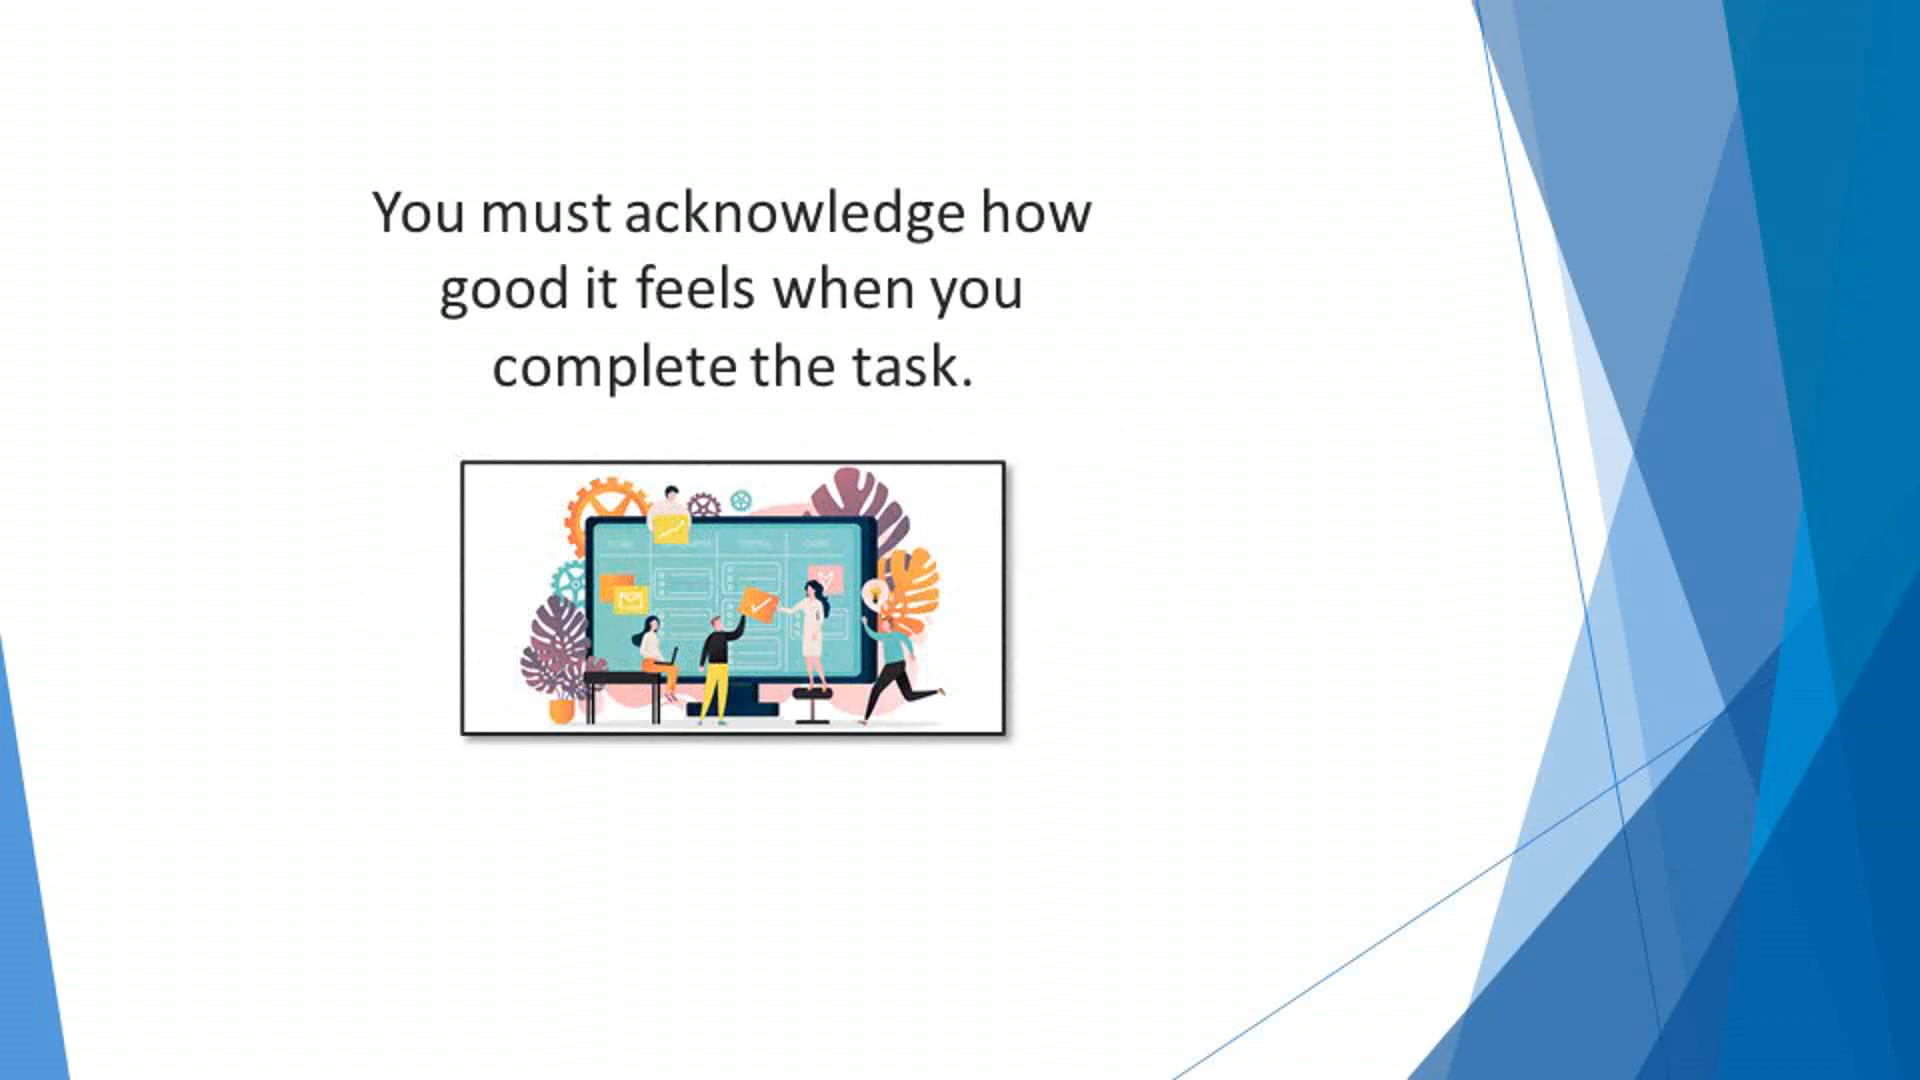 You must acknowledge how
good it feels when you
complete the task.